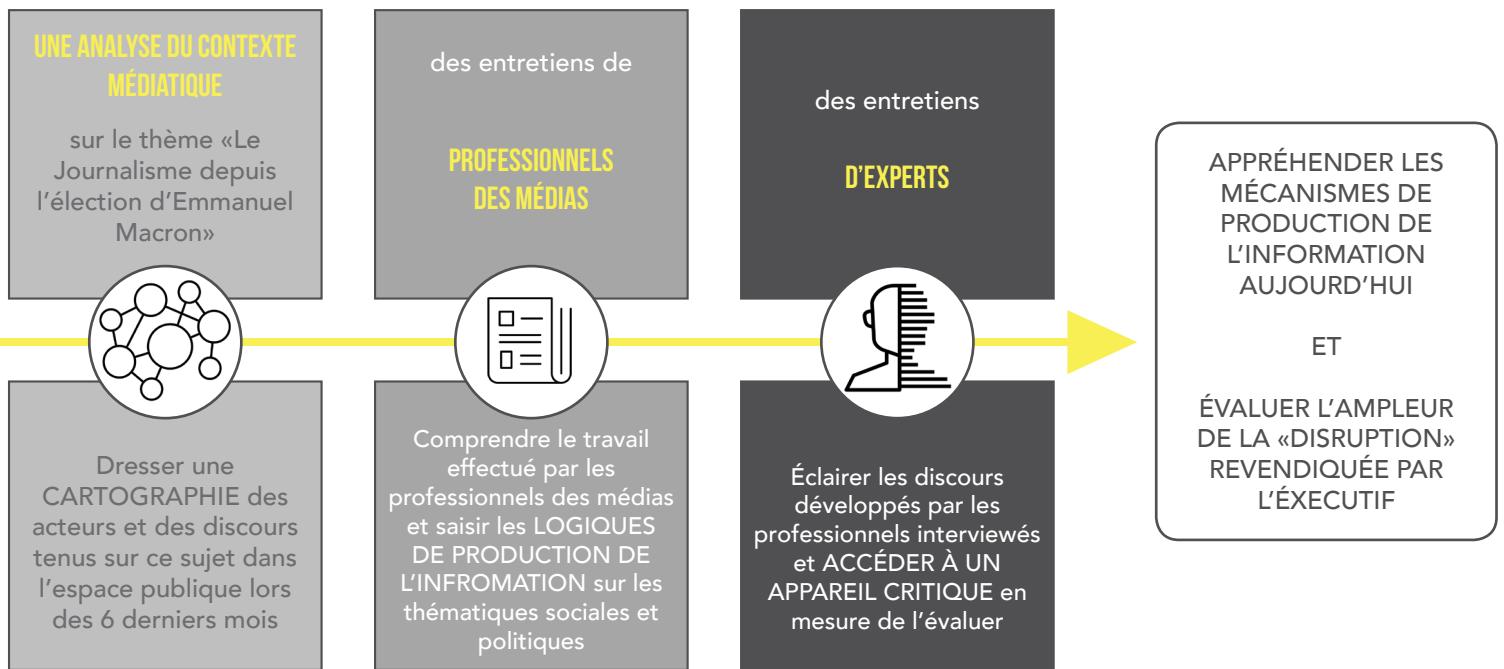 UNE ANALYSE DU CONTEXTE
MÉDIATIQUE
sur le thème «Le
Journalisme depuis
l'élection d'Emmanuel
Macron»
Dresser une
CARTOGRAPHIE des
acteurs et des discours
tenus sur ce sujet dans
l'espace publique lors
des 6 derniers mois
des entretiens de
PROFESSIONNELS
DES MÉDIAS
Comprendre le travail
effectué par les
professionnels des médias
et saisir les LOGIQUES
DE PRODUCTION DE
L'INFROMATION sur les
thématiques sociales et
politiques
des entretiens
D'EXPERTS
Éclairer les discours
développés par les
professionnels interviewés
et ACCÉDER À UN
APPAREIL CRITIQUE en
mesure de l'évaluer
APPRÉHENDER LES
MÉCANISMES DE
PRODUCTION DE
L'INFORMATION
AUJOURD'HUI
ET
ÉVALUER L'AMPLEUR
DE LA «DISRUPTION»
REVENDIQUÉE PAR
L'ÉXECUTIF